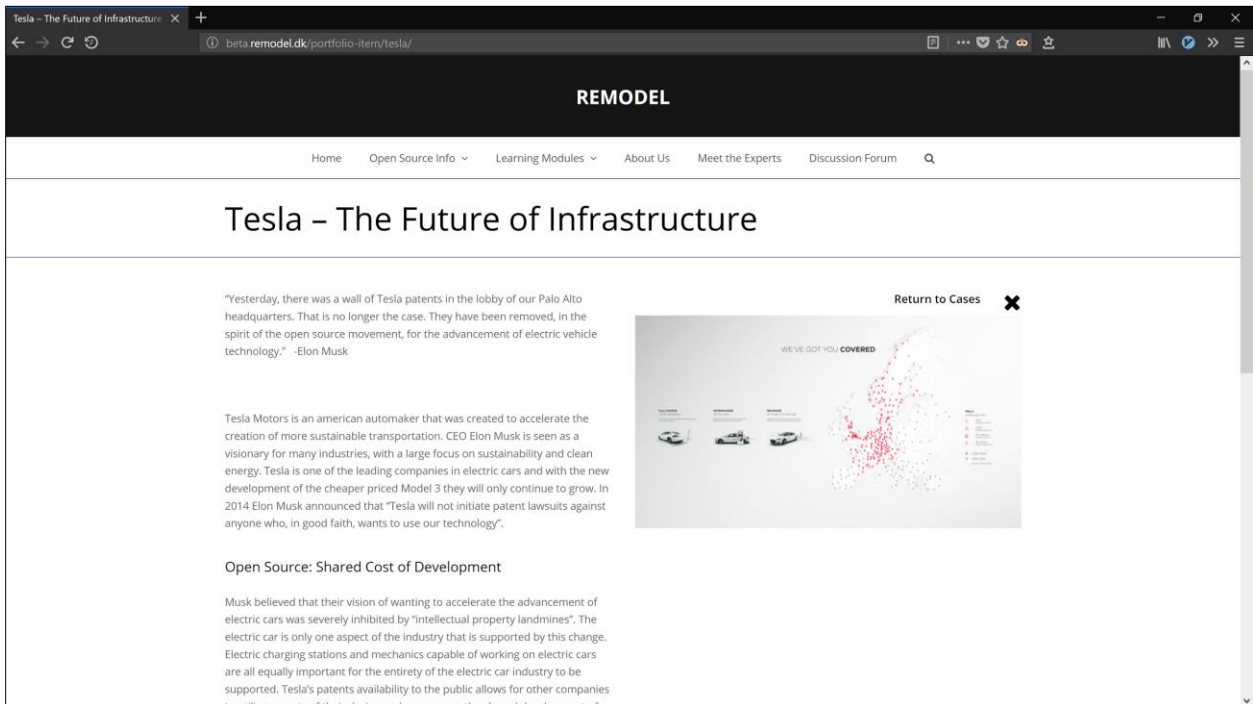 Tesla – The Future of Infrastructure
beta.remodel.dk/portfolio-item/tesla/
REMODEL
Home Open Source Info Learning Modules About Us Meet the Experts Discussion Forum
Tesla – The Future of Infrastructure
“Yesterday, there was a wall of Tesla patents in the lobby of our Palo Alto
headquarters. That is no longer the case. They have been removed, in the
spirit of the open source movement, for the advancement of electric vehicle
technology.” -Elon Musk
Return to Cases
WE'VE GOT YOU COVERED
Tesla Motors is an american automaker that was created to accelerate the
creation of more sustainable transportation. CEO Elon Musk is seen as a
visionary for many industries, with a large focus on sustainability and clean
energy. Tesla is one of the leading companies in electric cars and with the new
development of the cheaper priced Model 3 they will only continue to grow. In
2014 Elon Musk announced that “Tesla will not initiate patent lawsuits against
anyone who, in good faith, wants to use our technology”.
Open Source: Shared Cost of Development
Musk believed that their vision of wanting to accelerate the advancement of
electric cars was severely inhibited by “intellectual property landmines”. The
electric car is only one aspect of the industry that is supported by this change.
Electric charging stations and mechanics capable of working on electric cars
are all equally important for the entirety of the electric car industry to be
supported. Tesla's patents availability to the public allows for other companies